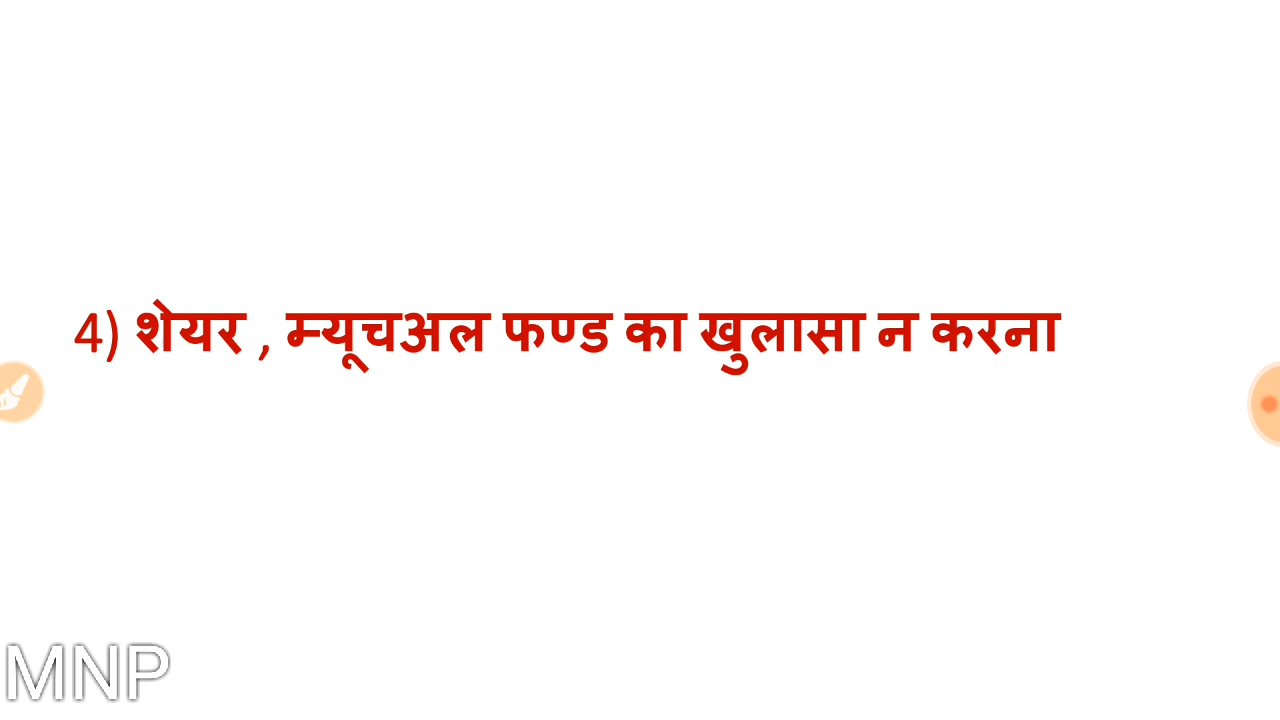 4) शेयर , म्यूचअल फण्ड का खुलासा न करना
MNP